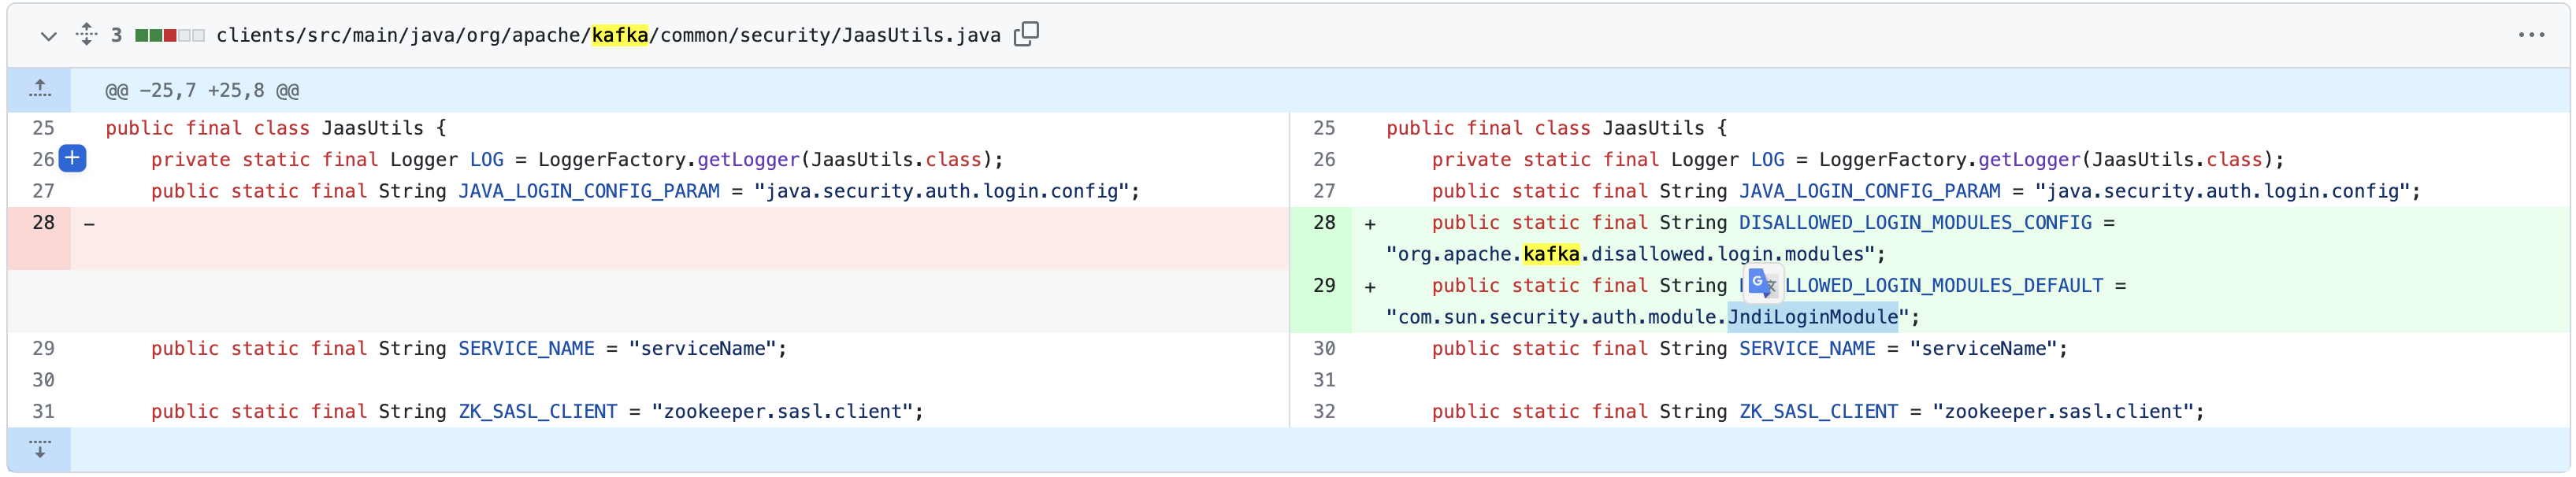 3 clients/src/main/java/org/apache/kafka/common/security/JaasUtils.java ...
@@ -25,7 +25,8 @@
25 public final class JaasUtils {
26 private static final Logger LOG = LoggerFactory.getLogger(JaasUtils.class);
27 public static final String JAVA_LOGIN_CONFIG_PARAM = "java.security.auth.login.config";
28 -
29 public static final String SERVICE_NAME = "serviceName";
30
31 public static final String ZK_SASL_CLIENT = "zookeeper.sasl.client";
25 public final class JaasUtils {
26 private static final Logger LOG = LoggerFactory.getLogger(JaasUtils.class);
27 public static final String JAVA_LOGIN_CONFIG_PARAM = "java.security.auth.login.config";
28 + public static final String DISALLOWED_LOGIN_MODULES_CONFIG =
"org.apache.kafka.disallowed.login.modules";
29 + public static final String LLOWED_LOGIN_MODULES_DEFAULT =
"com.sun.security.auth.module.JndiLoginModule";
30 public static final String SERVICE_NAME = "serviceName";
31
32 public static final String ZK_SASL_CLIENT = "zookeeper.sasl.client";